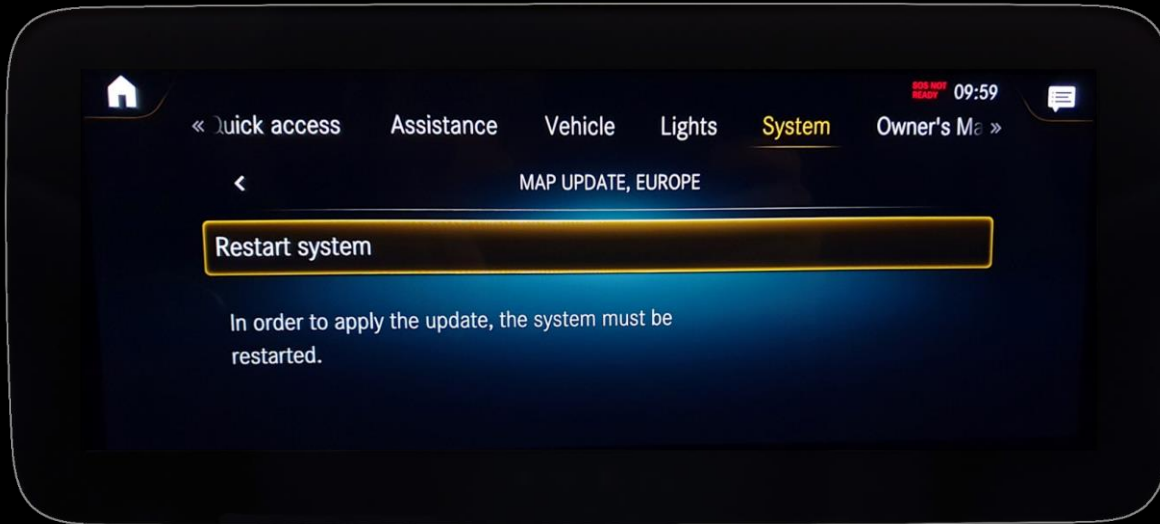 SOS NOT
READY
09:59
« Quick access Assistance Vehicle Lights System Owner's Ma »
MAP UPDATE, EUROPE
Restart system
In order to apply the update, the system must be
restarted.